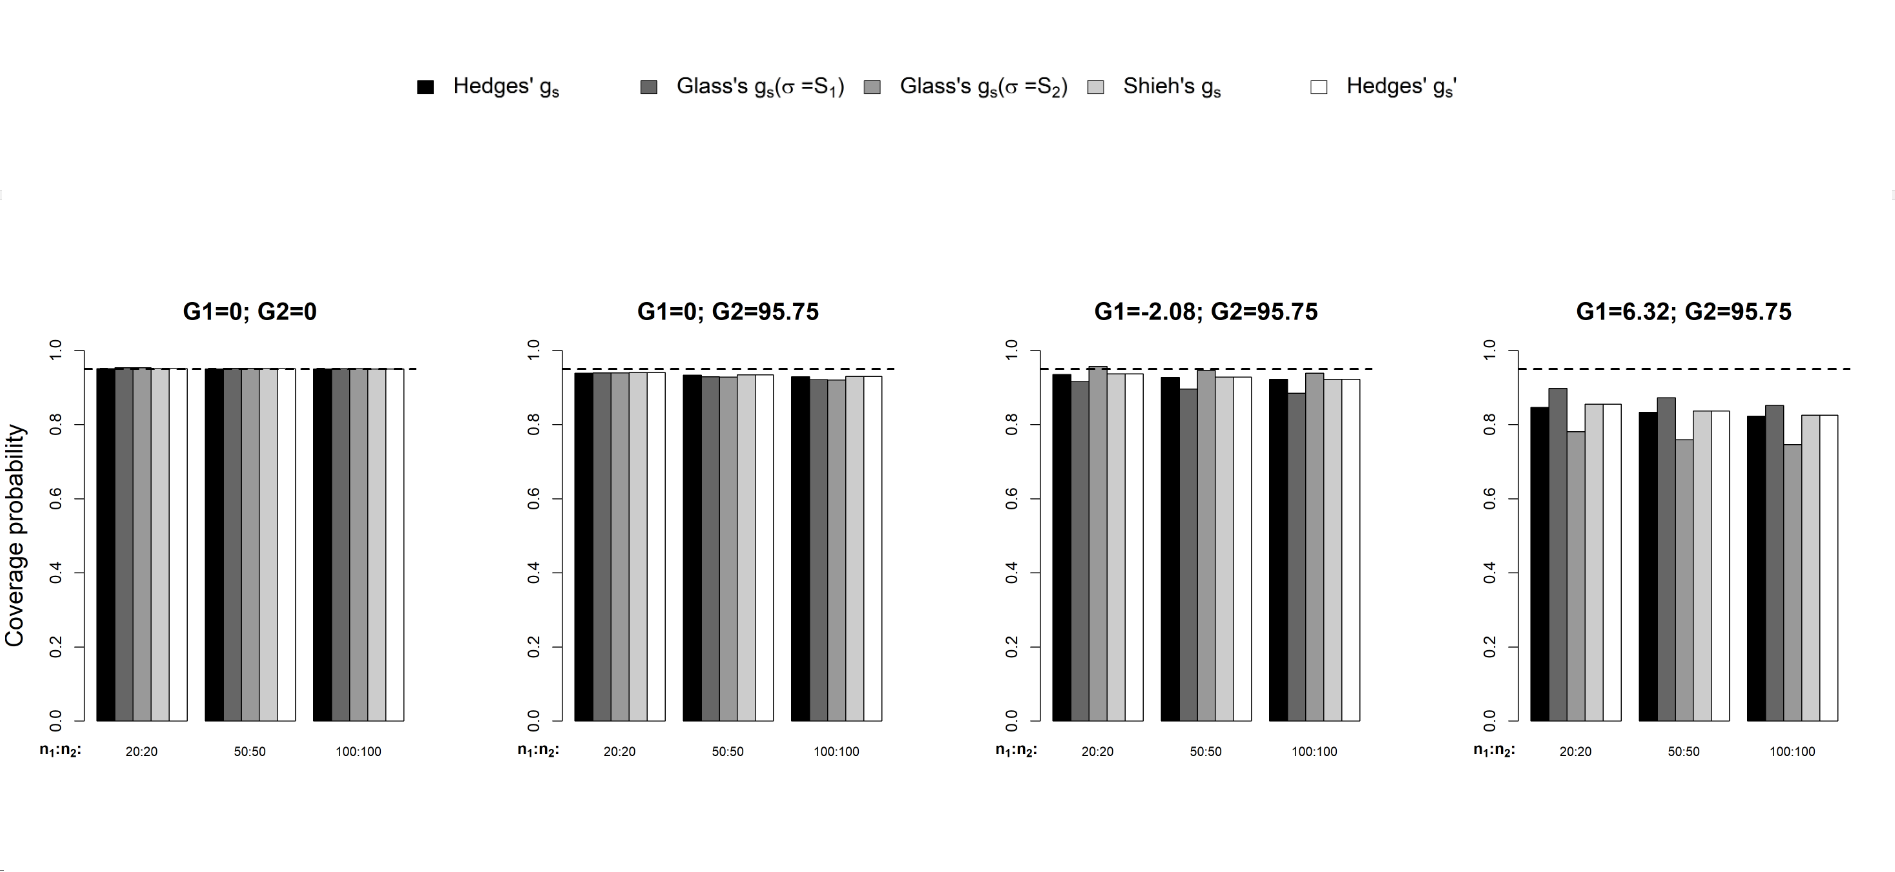 Hedges' gₛ Glass's gₛ(σ =S₁) Glass's gₛ(σ =S₂) Shieh's gₛ Hedges' gₛ'
G1=0; G2=0
G1=0; G2=95.75
G1=-2.08; G2=95.75
G1=6.32; G2=95.75
Coverage probability
1.0
0.8
0.6
0.4
0.2
0.0
n₁:n₂: 20:20 50:50 100:100
1.0
0.8
0.6
0.4
0.2
0.0
n₁:n₂: 20:20 50:50 100:100
1.0
0.8
0.6
0.4
0.2
0.0
n₁:n₂: 20:20 50:50 100:100
1.0
0.8
0.6
0.4
0.2
0.0
n₁:n₂: 20:20 50:50 100:100